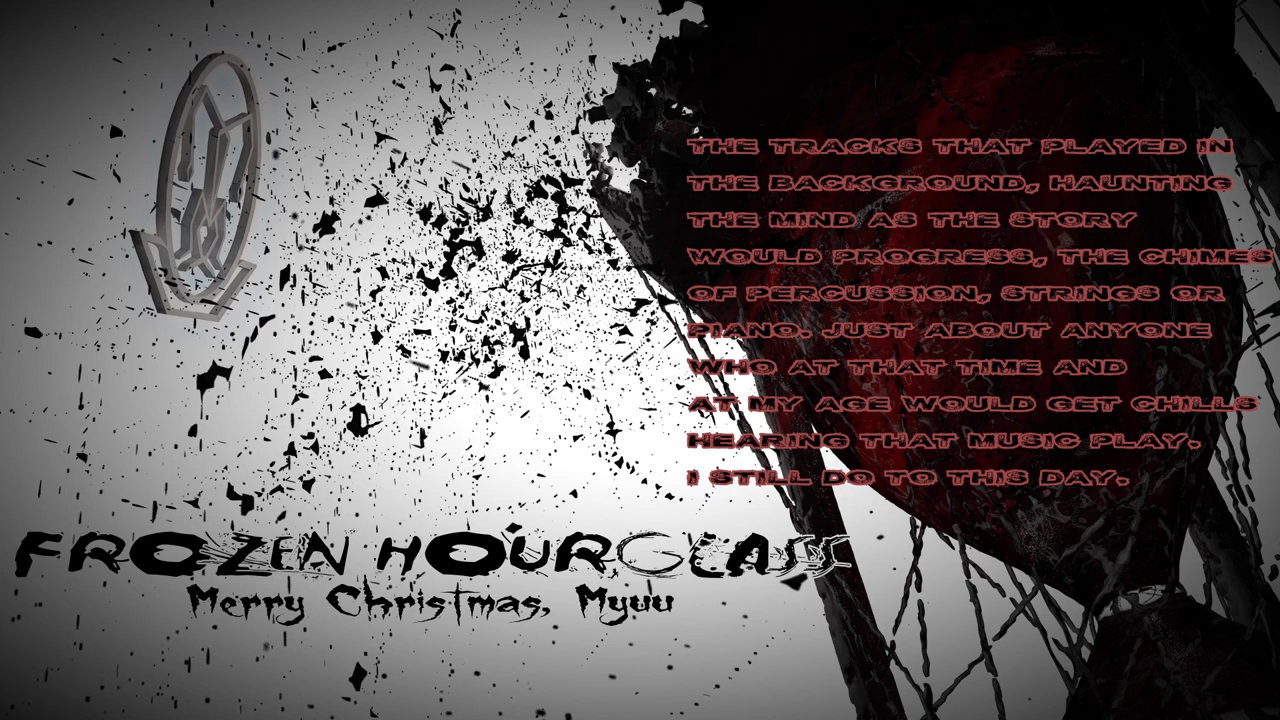 THE TRACKS THAT PLAYED IN
THE BACKGROUND, HAUNTING
THE MIND AS THE STORY
WOULD PROGRESS, THE CHIMES
OF PERCUSSION, STRINGS OR
PIANO. JUST ABOUT ANYONE
WHO AT THAT TIME AND
AT MY AGE WOULD GET CHILLS
HEARING THAT MUSIC PLAY.
I STILL DO TO THIS DAY.
FROZEN HOURGLASS
Merry Christmas, Myuu